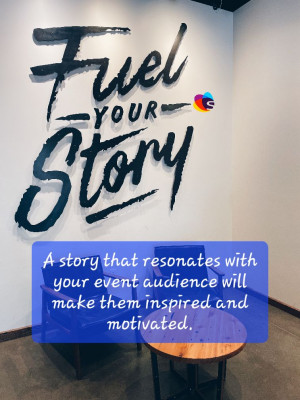 Fuel
YOUR
Story
A story that resonates with
your event audience will
make them inspired and
motivated.